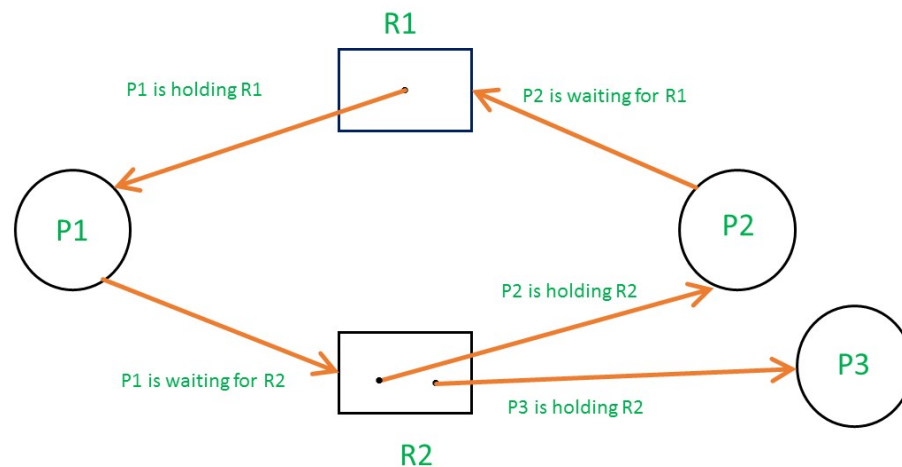 R1
P1 is holding R1
P2 is waiting for R1
P1
P2
P2 is holding R2
P1 is waiting for R2
P3
P3 is holding R2
R2